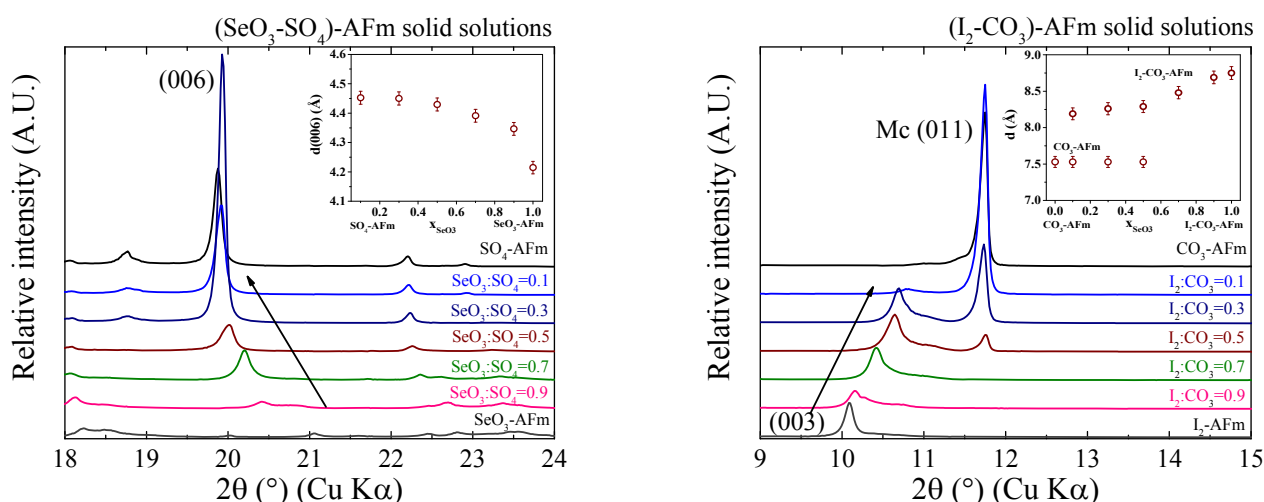 (SeO₃-SO₄)-AFm solid solutions
Relative intensity (A.U.)
(006)
d(006) (Å)
4.6
4.5
4.4
4.3
4.2
4.1
0.2 0.4 0.6 0.8 1.0
SO₄-AFm x_SeO3 SeO₃-AFm
SO₄-AFm
SeO₃:SO₄=0.1
SeO₃:SO₄=0.3
SeO₃:SO₄=0.5
SeO₃:SO₄=0.7
SeO₃:SO₄=0.9
SeO₃-AFm
18 19 20 21 22 23 24
2θ (°) (Cu Kα)
(I₂-CO₃)-AFm solid solutions
Relative intensity (A.U.)
Mc (011)
d (Å)
9.0
8.5
8.0
7.5
7.0
I₂-CO₃-AFm
CO₃-AFm
0.0 0.2 0.4 0.6 0.8 1.0
CO₃-AFm x_SeO3 I₂-CO₃-AFm
CO₃-AFm
I₂:CO₃=0.1
I₂:CO₃=0.3
I₂:CO₃=0.5
I₂:CO₃=0.7
I₂:CO₃=0.9
(003)
I₂-AFm
9 10 11 12 13 14 15
2θ (°) (Cu Kα)